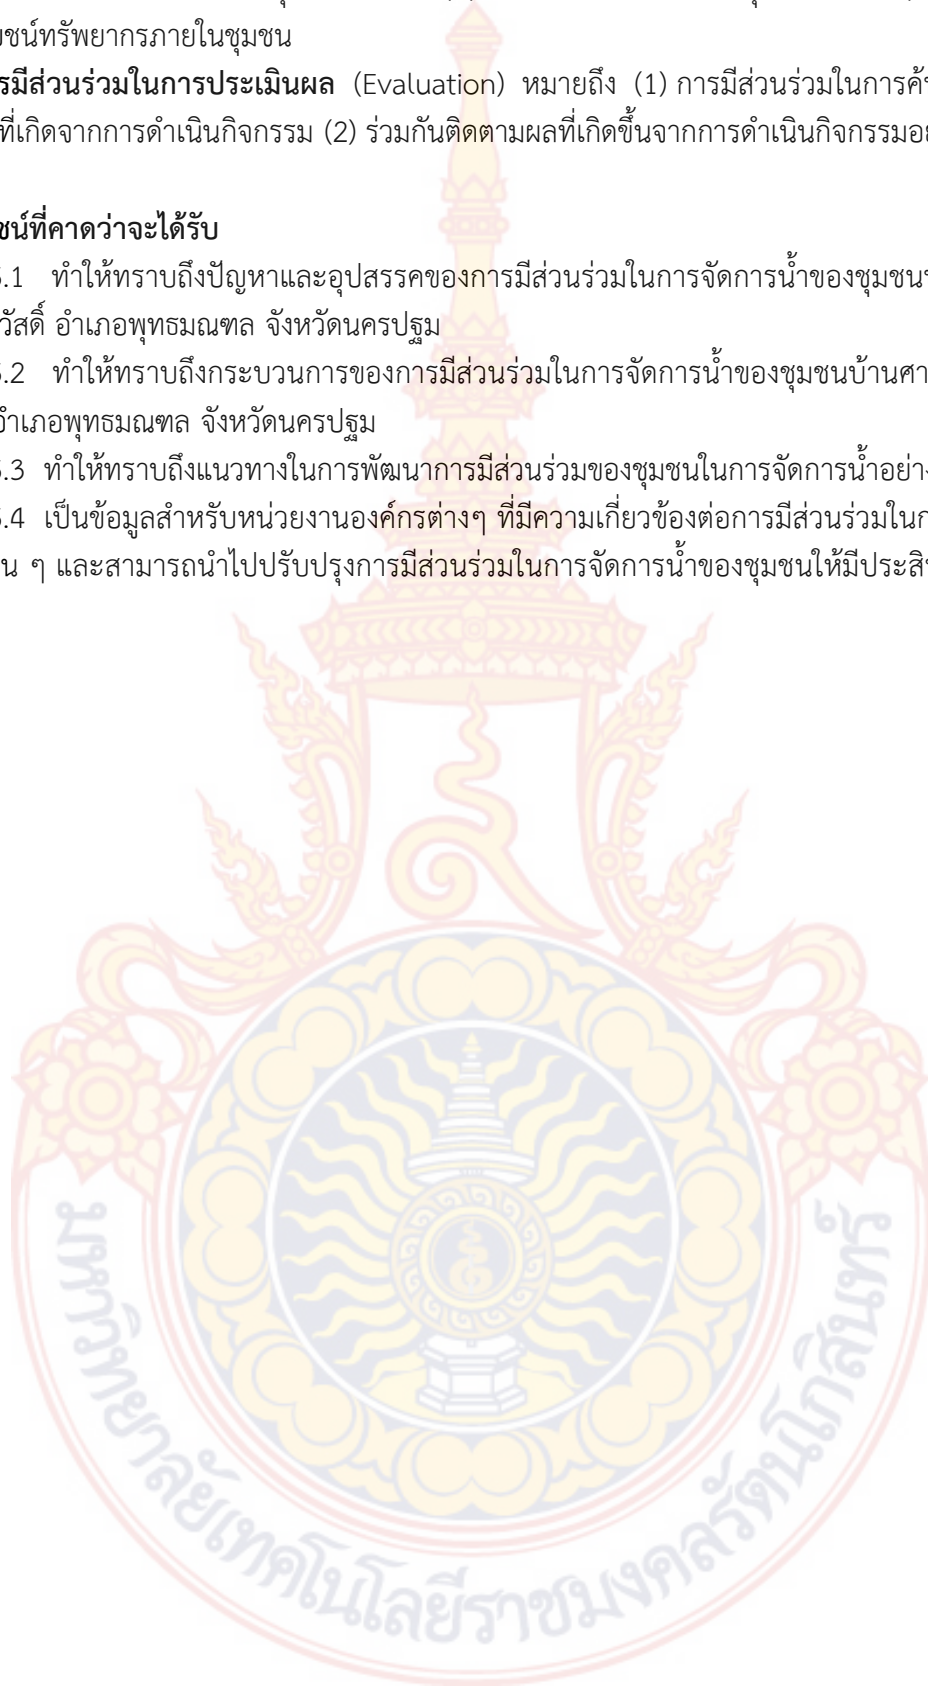 ชน์ทรัพยากรภายในชุมชน
รมีส่วนร่วมในการประเมินผล (Evaluation) หมายถึง (1) การมีส่วนร่วมในการค้
ที่เกิดจากการดำเนินกิจกรรม (2) ร่วมกันติดตามผลที่เกิดขึ้นจากการดำเนินกิจกรรมอย
ชน์ที่คาดว่าจะได้รับ
.1 ทำให้ทราบถึงปัญหาและอุปสรรคของการมีส่วนร่วมในการจัดการน้ำของชุมชน
วัสดิ์ อำเภอพุทธมณฑล จังหวัดนครปฐม
.2 ทำให้ทราบถึงกระบวนการของการมีส่วนร่วมในการจัดการน้ำของชุมชนบ้านศา
อำเภอพุทธมณฑล จังหวัดนครปฐม
.3 ทำให้ทราบถึงแนวทางในการพัฒนาการมีส่วนร่วมของชุมชนในการจัดการน้ำอย่าง
.4 เป็นข้อมูลสำหรับหน่วยงานองค์กรต่างๆ ที่มีความเกี่ยวข้องต่อการมีส่วนร่วมในก
น ๆ และสามารถนำไปปรับปรุงการมีส่วนร่วมในการจัดการน้ำของชุมชนให้มีประสิ
มหาวิทยาลัยเทคโนโลยีราชมงคลรัตนโกสินทร์